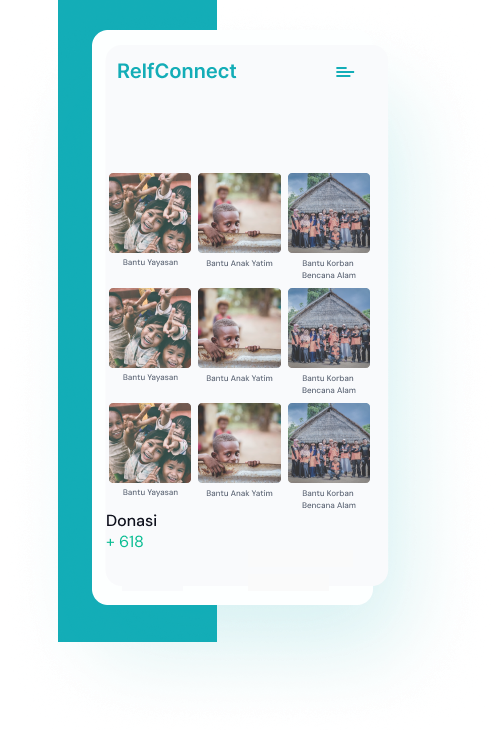 RelfConnect
Bantu Yayasan
Bantu Anak Yatim
Bantu Korban
Bencana Alam
Bantu Yayasan
Bantu Anak Yatim
Bantu Korban
Bencana Alam
Bantu Yayasan
Bantu Anak Yatim
Bantu Korban
Bencana Alam
Donasi
+ 618